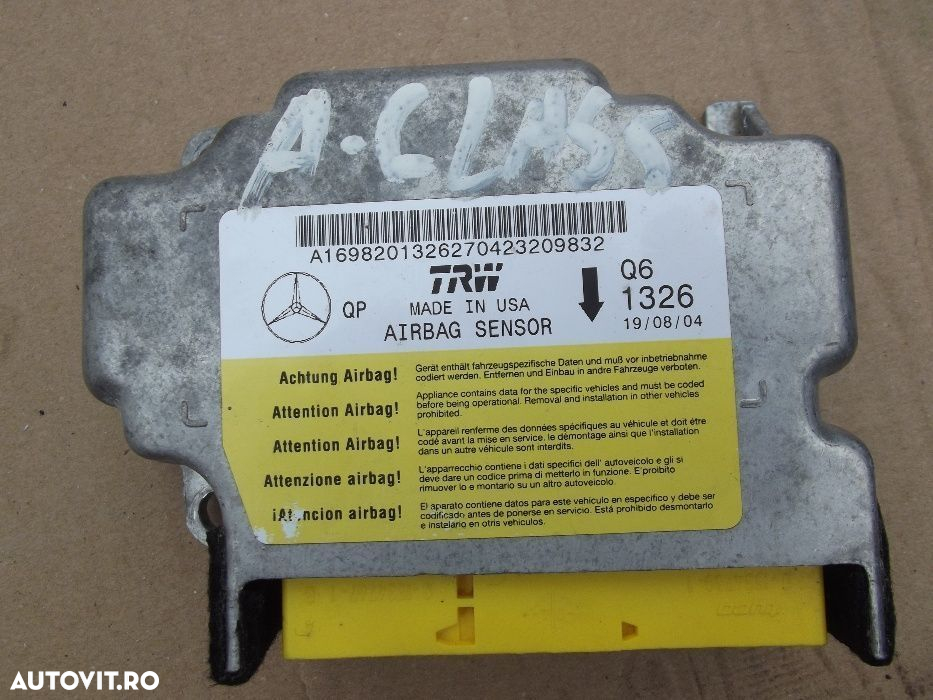 A-CLASS
A1698201326270423209832
TRW
QP
MADE IN USA
AIRBAG SENSOR
Q6
1326
19/08/04
Achtung Airbag!
Gerät enthält fahrzeugspezifische Daten und muß vor inbetriebnahme
codiert werden. Entfernen und Einbau in andre Fahrzeuge verboten.
Attention Airbag!
Appliance contains data for the specific vehicles and must be coded
before being operational. Removal and installation in other vehicles
prohibited.
Attention Airbag!
L'appareil renferme des données spécifiques au véhicule et doit étre
codé avant la mise en service. le démontage ainsi que l'installation
dans un autre véhicule sont interdits.
Attenzione airbag!
L'apparrecchio contiene i dati specifici dell' autoveicolo e gli si
deve dare un codice prima di metterlo in funzione. E'proibito
rimuover lo e montario su un altro autoveicolo.
¡Atencion airbag!
El aparato contiene datos para este vehiculo en especifico y debe ser
codificado antes de ponerse en servicio. Está prohibido desmontarlo
e instelario en otris vehiculos.
AUTOVIT.RO